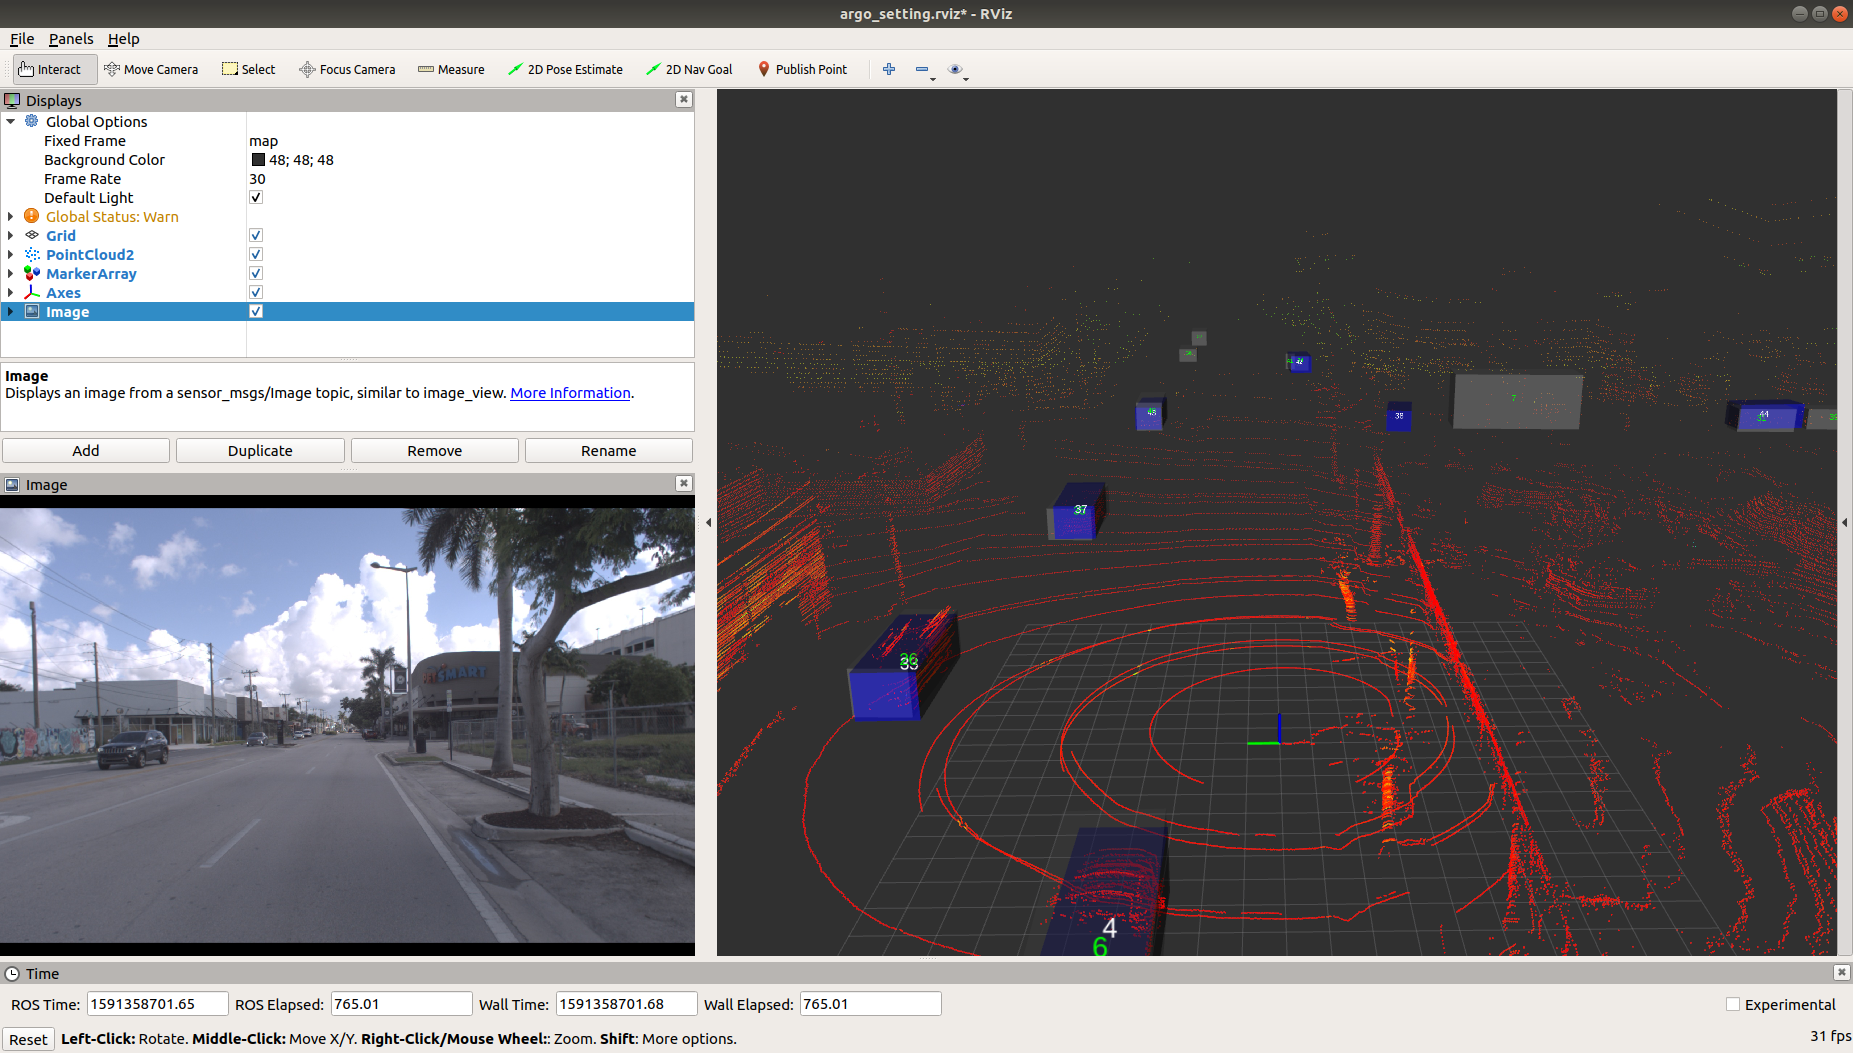 argo_setting.rviz* - RViz
File Panels Help
Interact Move Camera Select Focus Camera Measure 2D Pose Estimate 2D Nav Goal Publish Point
Displays
Global Options
Fixed Frame map
Background Color 48; 48; 48
Frame Rate 30
Default Light
Global Status: Warn
Grid
PointCloud2
MarkerArray
Axes
Image
Image
Displays an image from a sensor_msgs/Image topic, similar to image_view. More Information.
Add Duplicate Remove Rename
Image
PETSMART
7
38
44
37
4
6
Time
ROS Time: 1591358701.65 ROS Elapsed: 765.01 Wall Time: 1591358701.68 Wall Elapsed: 765.01 Experimental
Reset Left-Click: Rotate. Middle-Click: Move X/Y. Right-Click/Mouse Wheel:: Zoom. Shift: More options. 31 fps